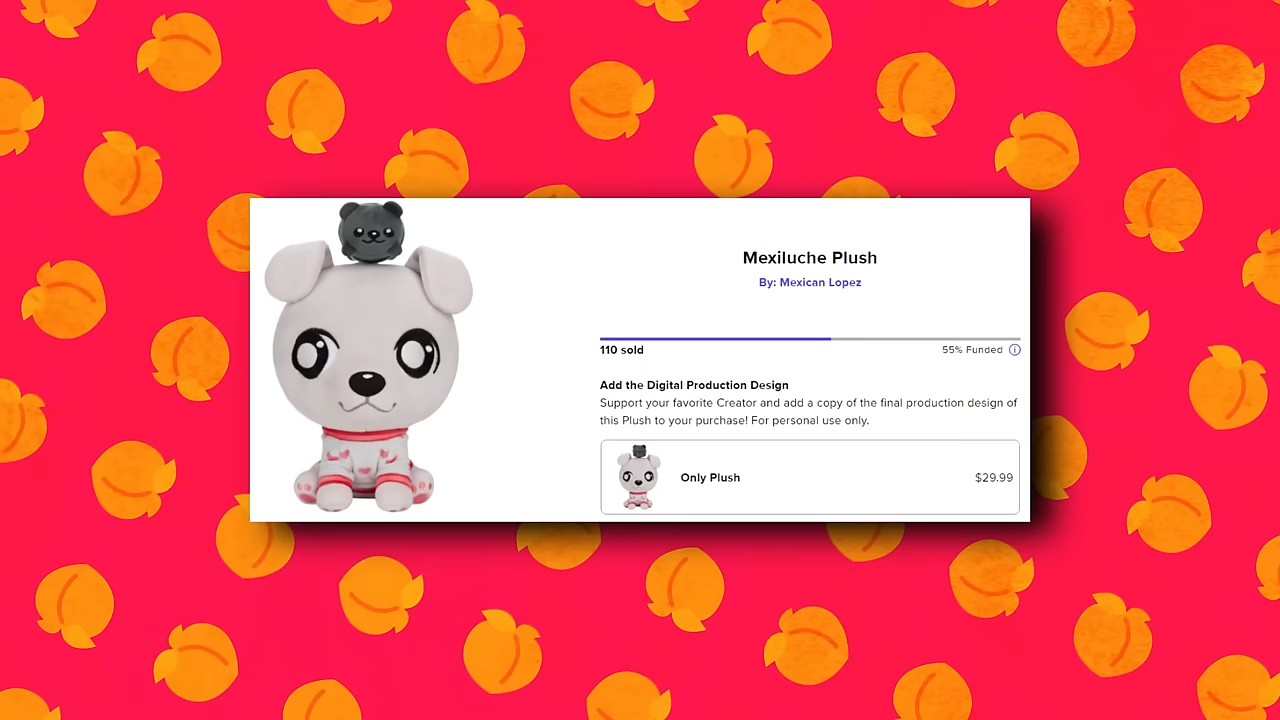 Mexiluche Plush
By: Mexican Lopez
110 sold
55% Funded
Add the Digital Production Design
Support your favorite Creator and add a copy of the final production design of
this Plush to your purchase! For personal use only.
Only Plush
$29.99